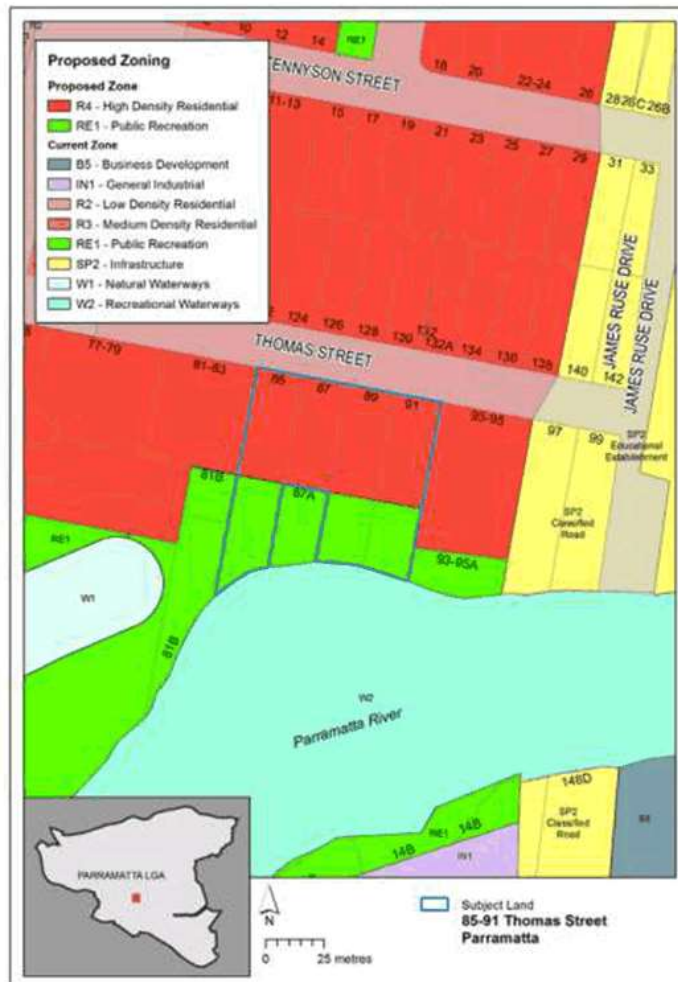 10
12
14
RE1
18
20
22-24
26
28
26C
26B
Proposed Zoning
Proposed Zone
R4 - High Density Residential
RE1 - Public Recreation
Current Zone
B5 - Business Development
IN1 - General Industrial
R2 - Low Density Residential
R3 - Medium Density Residential
RE1 - Public Recreation
SP2 - Infrastructure
W1 - Natural Waterways
W2 - Recreational Waterways
TENNYSON STREET
11-13
15
17
19
21
23
25
27
29
31
33
JAMES RUSE DRIVE
JAMES RUSE DRIVE
124
126
128
130
132
132A
134
136
138
140
142
THOMAS STREET
77-79
81-83
85
87
89
91
93-95
97
99
SP2
Educational
Establishment
81B
87A
SP2
Classified
Road
RE1
93-95A
W1
81B
W2
Parramatta River
148D
SP2
Classified
Road
B5
RE1
14B
14B
IN1
PARRAMATTA LGA
N
0 25 metres
Subject Land
85-91 Thomas Street
Parramatta